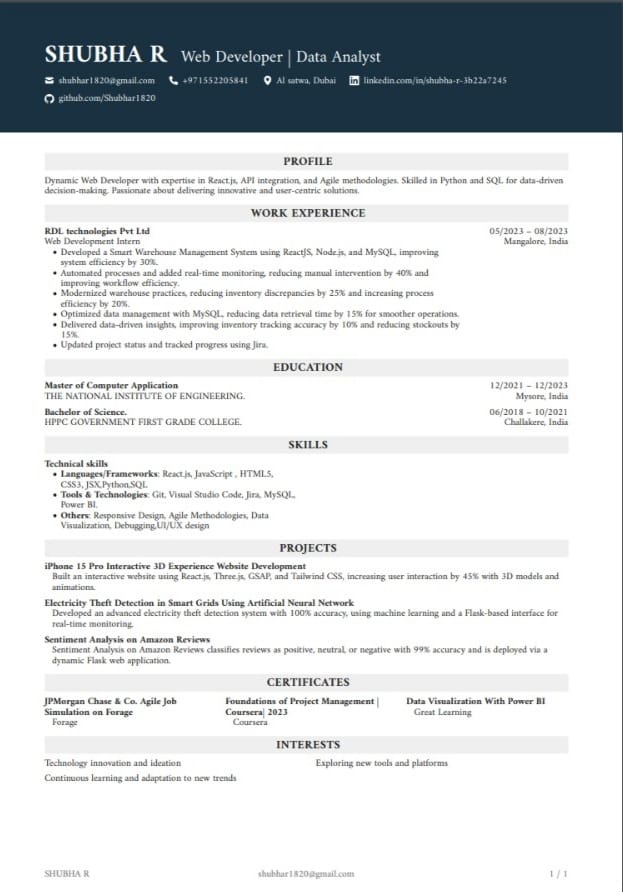 SHUBHA R Web Developer | Data Analyst
shubhar1820@gmail.com +971552205841 Al satwa, Dubai linkedin.com/in/shubha-r-3b22a7245
github.com/Shubhar1820
PROFILE
Dynamic Web Developer with expertise in React.js, API integration, and Agile methodologies. Skilled in Python and SQL for data-driven
decision-making. Passionate about delivering innovative and user-centric solutions.
WORK EXPERIENCE
RDL technologies Pvt Ltd 05/2023 – 08/2023
Web Development Intern Mangalore, India
• Developed a Smart Warehouse Management System using ReactJS, Node.js, and MySQL, improving
system efficiency by 30%.
• Automated processes and added real-time monitoring, reducing manual intervention by 40% and
improving workflow efficiency.
• Modernized warehouse practices, reducing inventory discrepancies by 25% and increasing process
efficiency by 20%.
• Optimized data management with MySQL, reducing data retrieval time by 15% for smoother operations.
• Delivered data-driven insights, improving inventory tracking accuracy by 10% and reducing stockouts by
15%.
• Updated project status and tracked progress using Jira.
EDUCATION
Master of Computer Application 12/2021 – 12/2023
THE NATIONAL INSTITUTE OF ENGINEERING. Mysore, India
Bachelor of Science. 06/2018 – 10/2021
HPPC GOVERNMENT FIRST GRADE COLLEGE. Challakere, India
SKILLS
Technical skills
• Languages/Frameworks: React.js, JavaScript , HTML5,
CSS3, JSX,Python,SQL
• Tools & Technologies: Git, Visual Studio Code, Jira, MySQL,
Power BI.
• Others: Responsive Design, Agile Methodologies, Data
Visualization, Debugging,UI/UX design
PROJECTS
iPhone 15 Pro Interactive 3D Experience Website Development
Built an interactive website using React.js, Three.js, GSAP, and Tailwind CSS, increasing user interaction by 45% with 3D models and
animations.
Electricity Theft Detection in Smart Grids Using Artificial Neural Network
Developed an advanced electricity theft detection system with 100% accuracy, using machine learning and a Flask-based interface for
real-time monitoring.
Sentiment Analysis on Amazon Reviews
Sentiment Analysis on Amazon Reviews classifies reviews as positive, neutral, or negative with 99% accuracy and is deployed via a
dynamic Flask web application.
CERTIFICATES
JPMorgan Chase & Co. Agile Job
Simulation on Forage
Forage
Foundations of Project Management |
Coursera| 2023
Coursera
Data Visualization With Power BI
Great Learning
INTERESTS
Technology innovation and ideation Exploring new tools and platforms
Continuous learning and adaptation to new trends
SHUBHA R shubhar1820@gmail.com 1 / 1